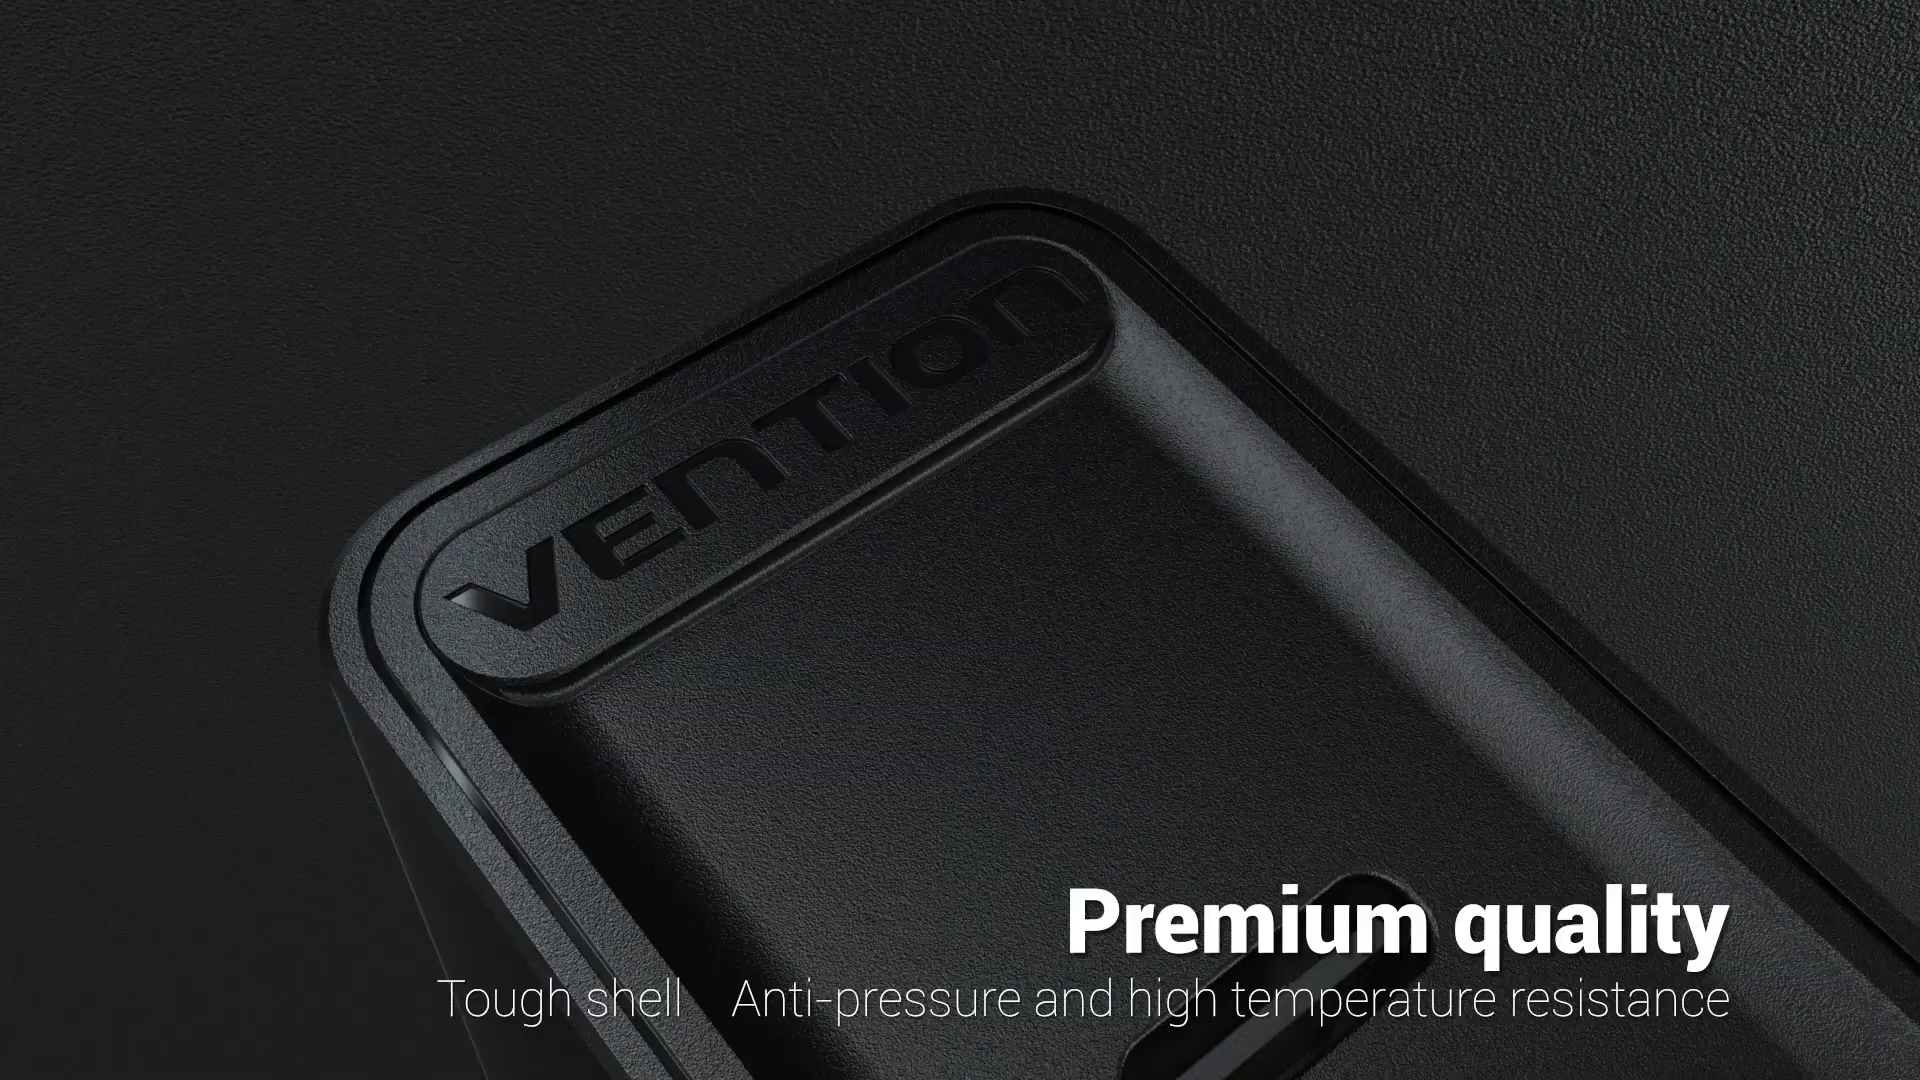 VENTION
Premium quality
Tough shell Anti-pressure and high temperature resistance